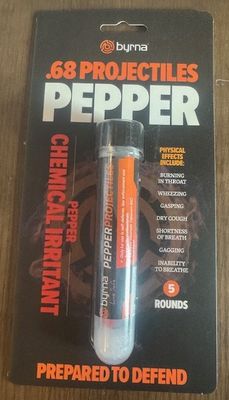 byrna
.68 PROJECTILES
PEPPER
PEPPER
CHEMICAL IRRITANT
byrna
PEPPER PROJECTILES
PHYSICAL
EFFECTS
INCLUDE:
BURNING
IN THROAT
WHEEZING
GASPING
DRY COUGH
SHORTNESS
OF BREATH
GAGGING
INABILITY
TO BREATHE
5
ROUNDS
PREPARED TO DEFEND